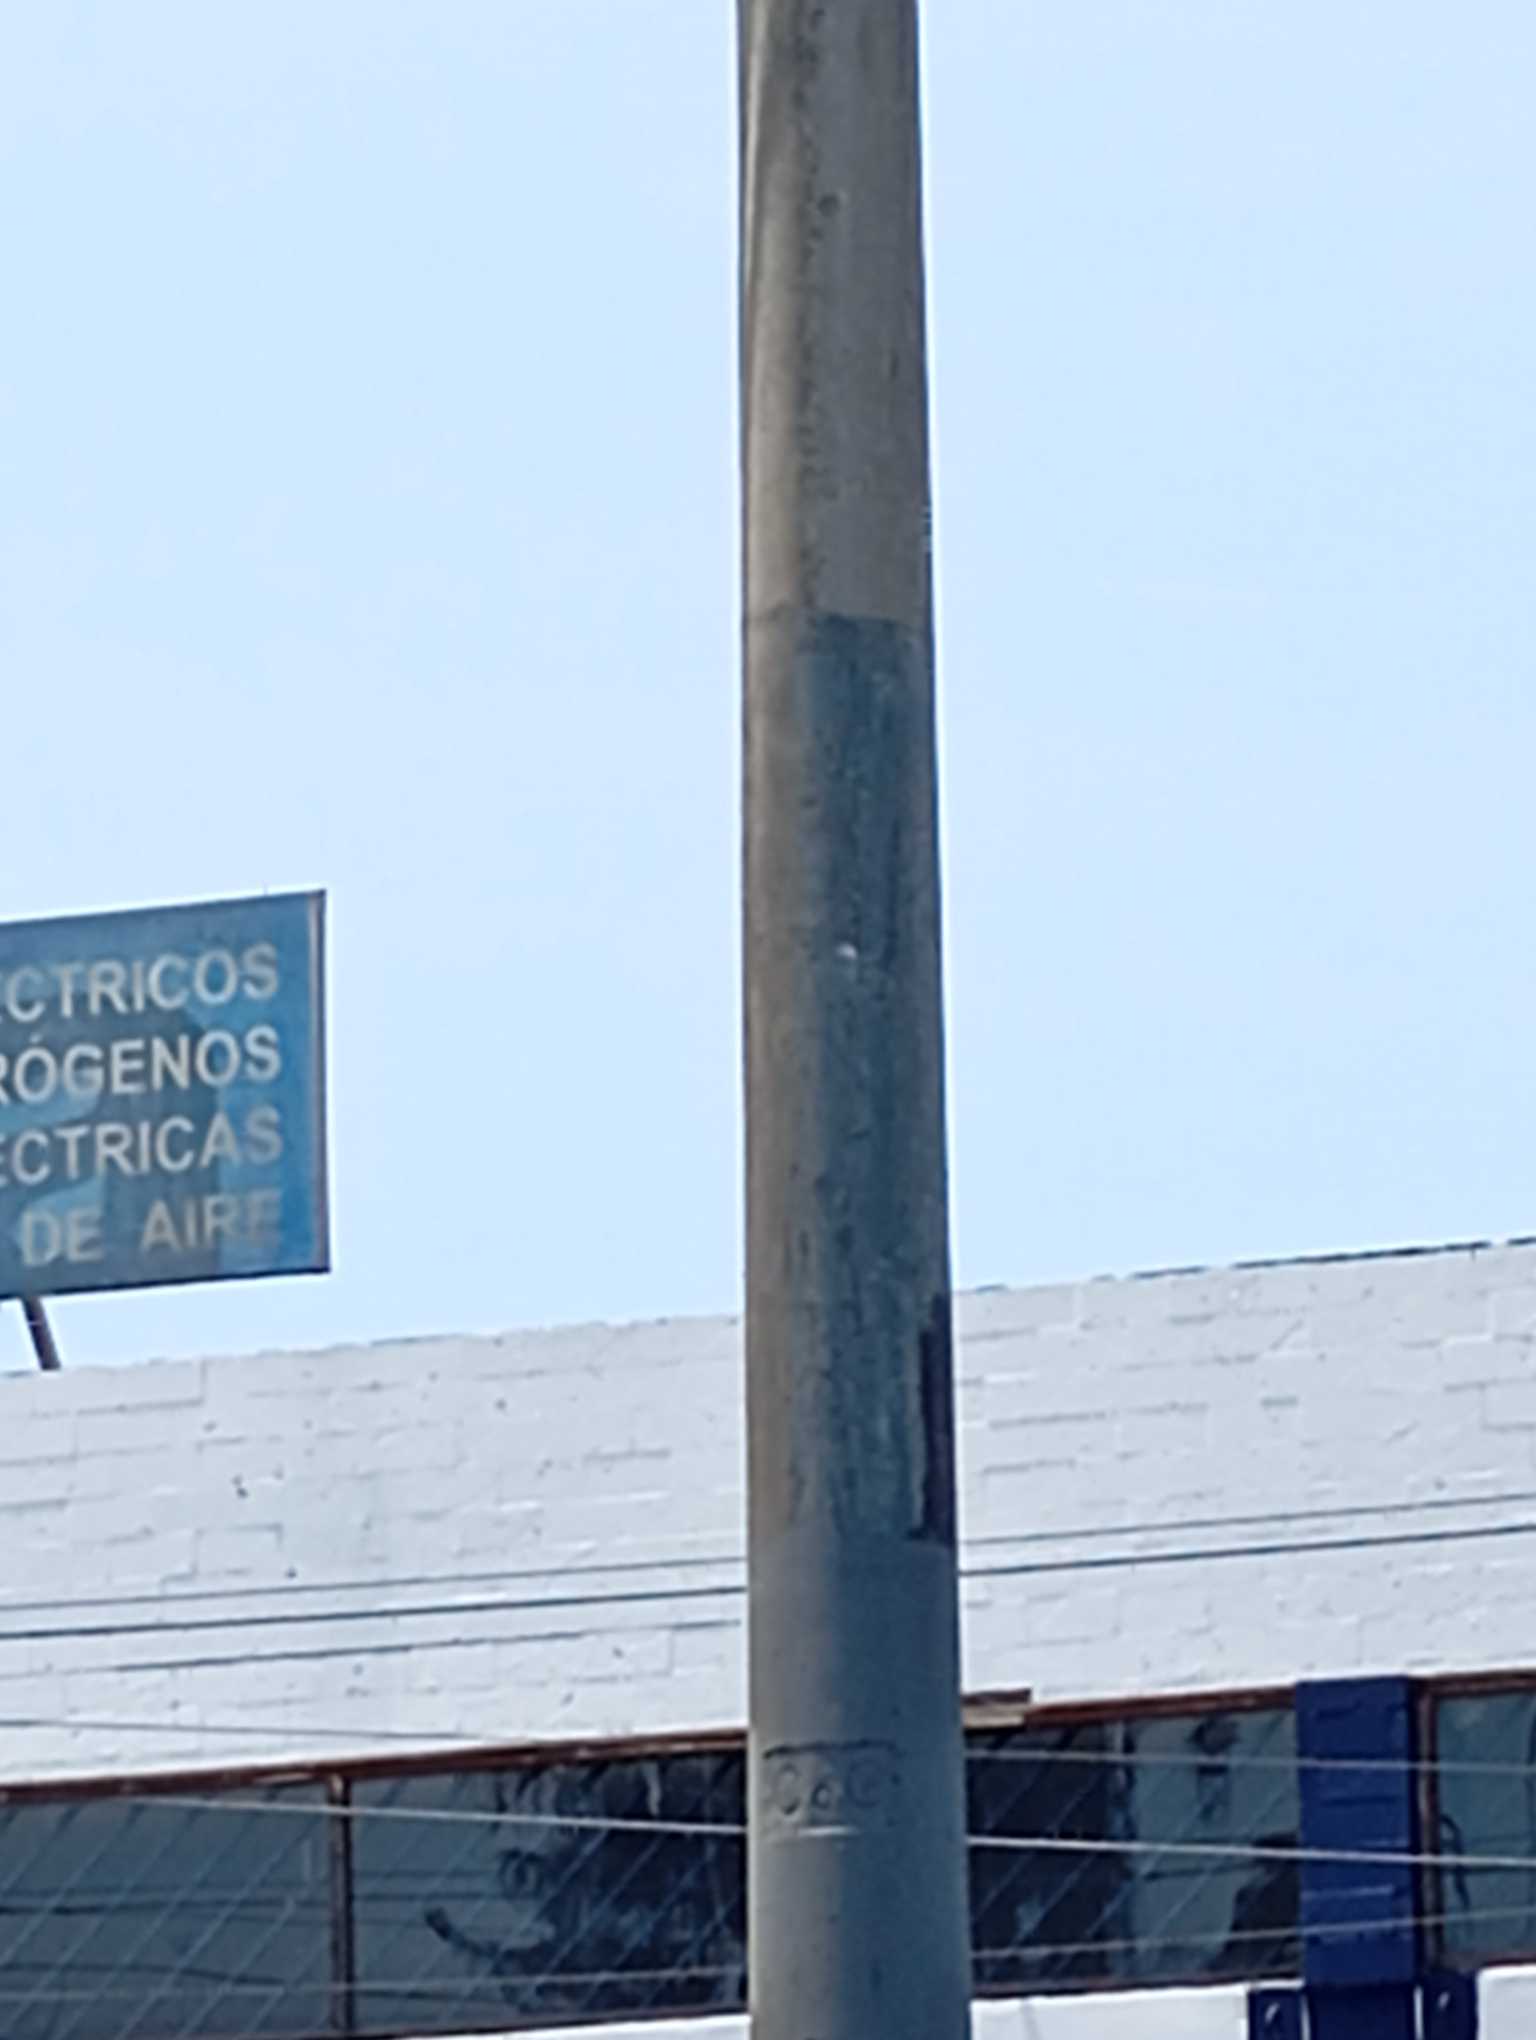 ECTRICOS
RÓGENOS
ECTRICAS
DE AIRE